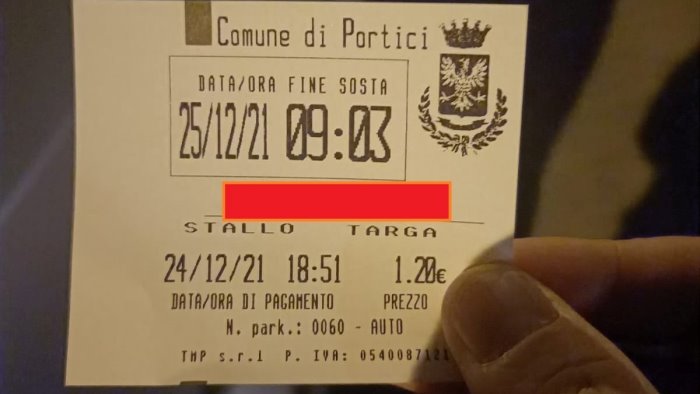 Comune di Portici
DATA/ORA FINE SOSTA
25/12/21 09:03
STALLO TARGA
24/12/21 18:51 1.20€
DATA/ORA DI PAGAMENTO PREZZO
N. park.: 0060 - AUTO
TMP s.r.l P. IVA: 0540087121